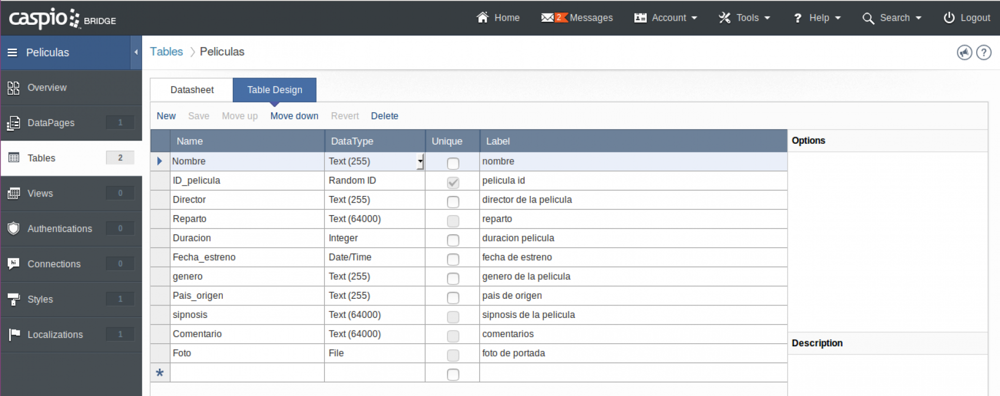 caspio BRIDGE
Home 2 Messages Account Tools ? Help Search Logout
Peliculas
Tables Peliculas ?
Overview
DataPages 1
Tables 2
Views 0
Authentications 0
hi Connections 0
Styles 1
Localizations 1
Datasheet Table Design
New Save Move up Move down Revert Delete
Name DataType Unique Label
Nombre Text (255) nombre
ID_pelicula Random ID pelicula id
Director Text (255) director de la pelicula
Reparto Text (64000) reparto
Duracion Integer duracion pelicula
Fecha_estreno Date/Time fecha de estreno
genero Text (255) genero de la pelicula
Pais_origen Text (255) pais de origen
sipnosis Text (64000) sipnosis de la pelicula
Comentario Text (64000) comentarios
Foto File foto de portada
*
Options
Description